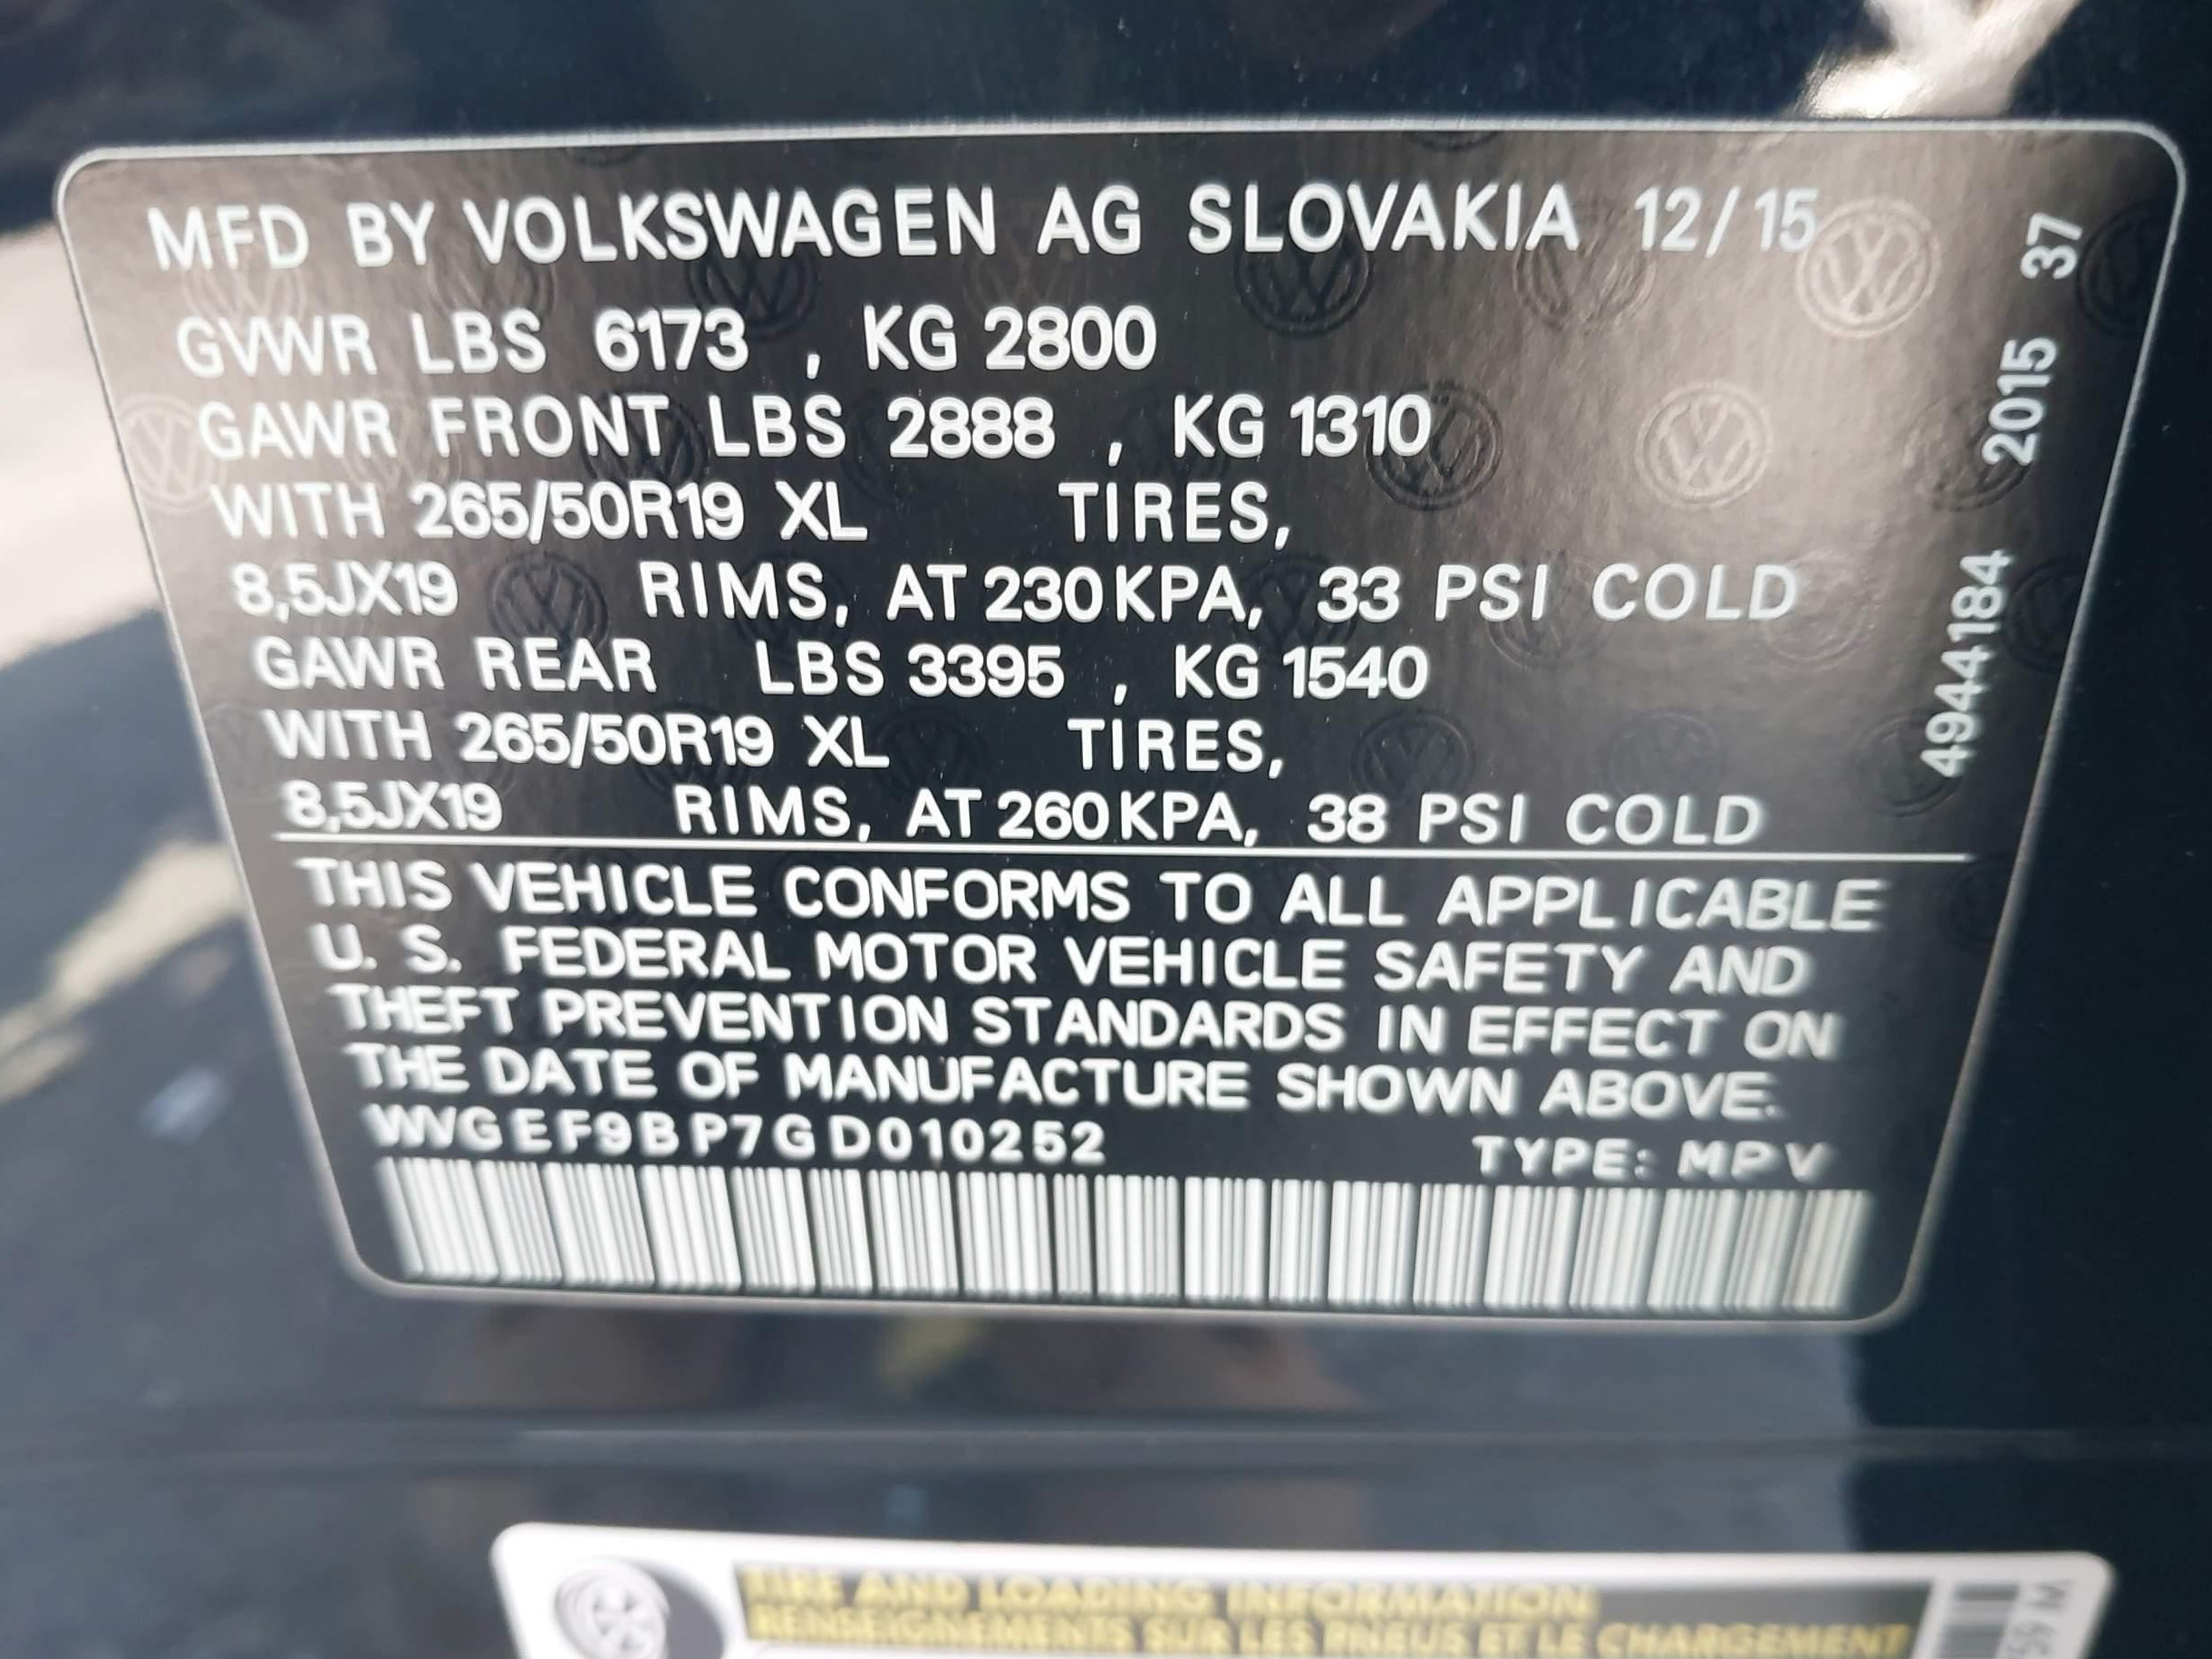 MFD BY VOLKSWAGEN AG SLOVAKIA 12/15
GVWR LBS 6173 , KG 2800
GAWR FRONT LBS 2888 , KG 1310
WITH 265/50R19 XL TIRES,
8,5JX19 RIMS, AT 230KPA, 33 PSI COLD
GAWR REAR LBS 3395 , KG 1540
WITH 265/50R19 XL TIRES,
8,5JX19 RIMS, AT 260KPA, 38 PSI COLD
THIS VEHICLE CONFORMS TO ALL APPLICABLE
U. S. FEDERAL MOTOR VEHICLE SAFETY AND
THEFT PREVENTION STANDARDS IN EFFECT ON
THE DATE OF MANUFACTURE SHOWN ABOVE.
WVGEF9BP7GD010252 TYPE: MPV
4944184 2015 37
TIRE AND LOADING INFORMATION
RENSEIGNEMENTS SUR LES PNEUS ET LE CHARGEMENT